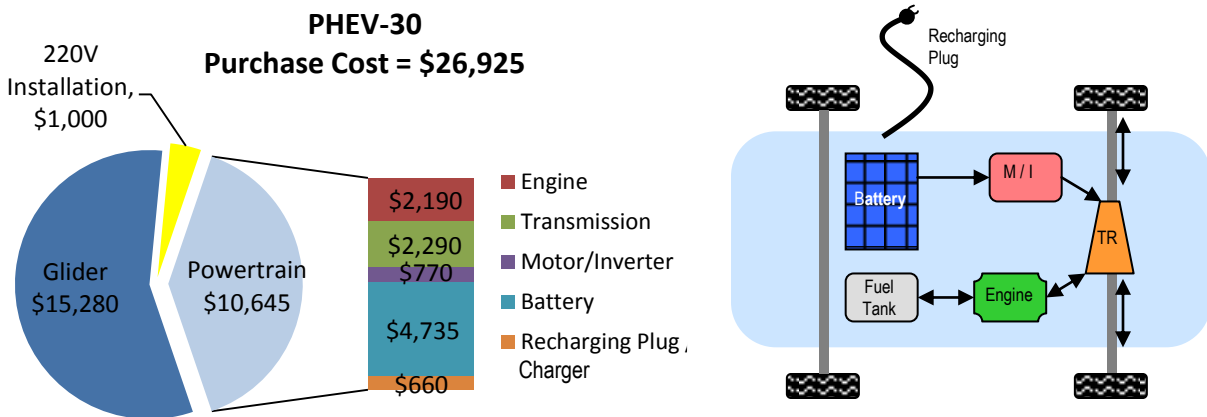 PHEV-30
Purchase Cost = $26,925
220V
Installation,
$1,000
Glider
$15,280
Powertrain
$10,645
$2,190
$2,290
$770
$4,735
$660
Engine
Transmission
Motor/Inverter
Battery
Recharging Plug /
Charger
Recharging
Plug
Battery
M / I
TR
Fuel
Tank
Engine